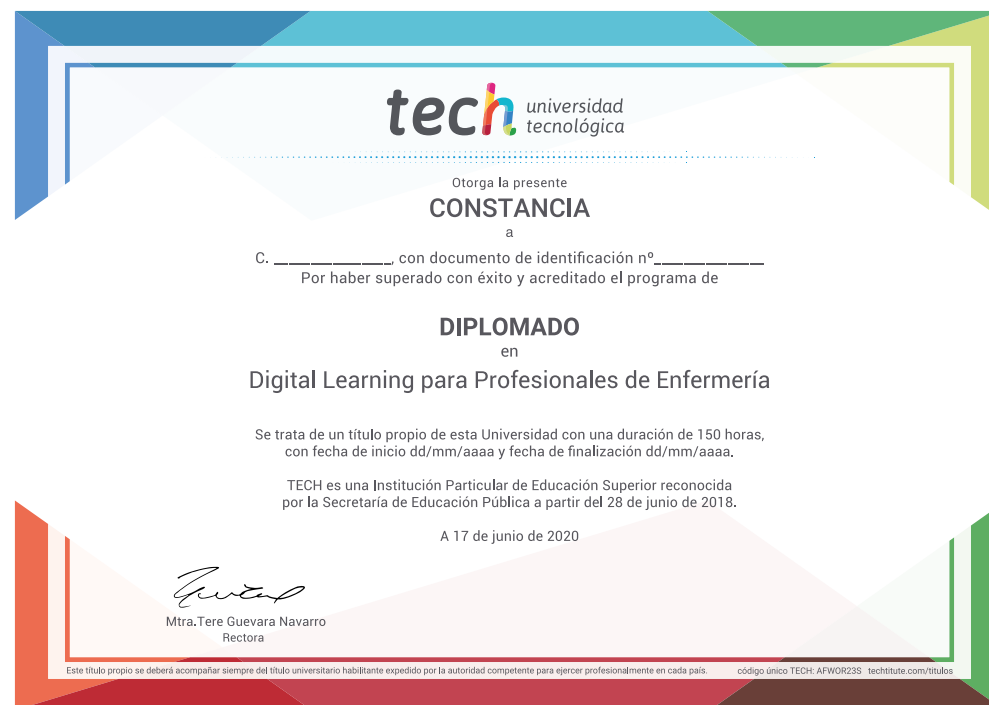 tech universidad
tecnológica
Otorga la presente
CONSTANCIA
a
C. ________________, con documento de identificación nº_______________
Por haber superado con éxito y acreditado el programa de
DIPLOMADO
en
Digital Learning para Profesionales de Enfermería
Se trata de un título propio de esta Universidad con una duración de 150 horas,
con fecha de inicio dd/mm/aaaa y fecha de finalización dd/mm/aaaa.
TECH es una Institución Particular de Educación Superior reconocida
por la Secretaría de Educación Pública a partir del 28 de junio de 2018.
A 17 de junio de 2020
Mtra.Tere Guevara Navarro
Rectora
Este título propio se deberá acompañar siempre del título universitario habilitante expedido por la autoridad competente para ejercer profesionalmente en cada país. código único TECH: AFWOR23S techtitute.com/titulos